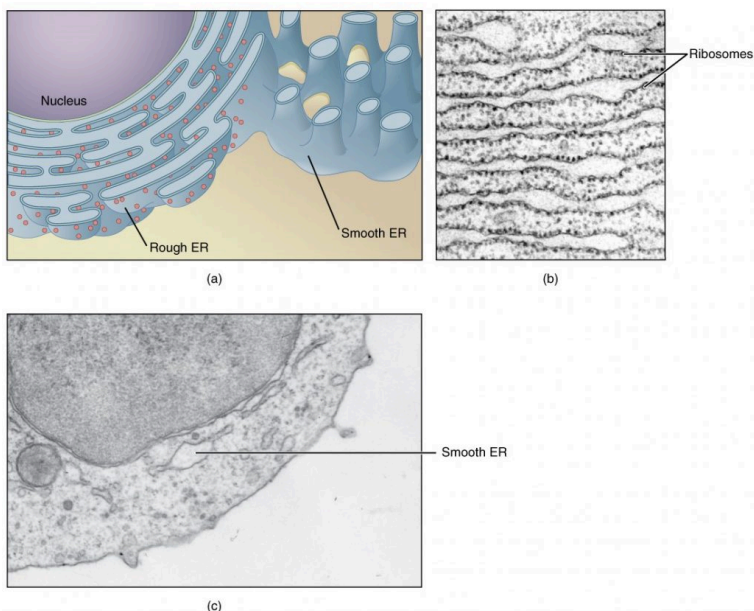 Nucleus
Rough ER
Smooth ER
(a)
Ribosomes
(b)
Smooth ER
(c)